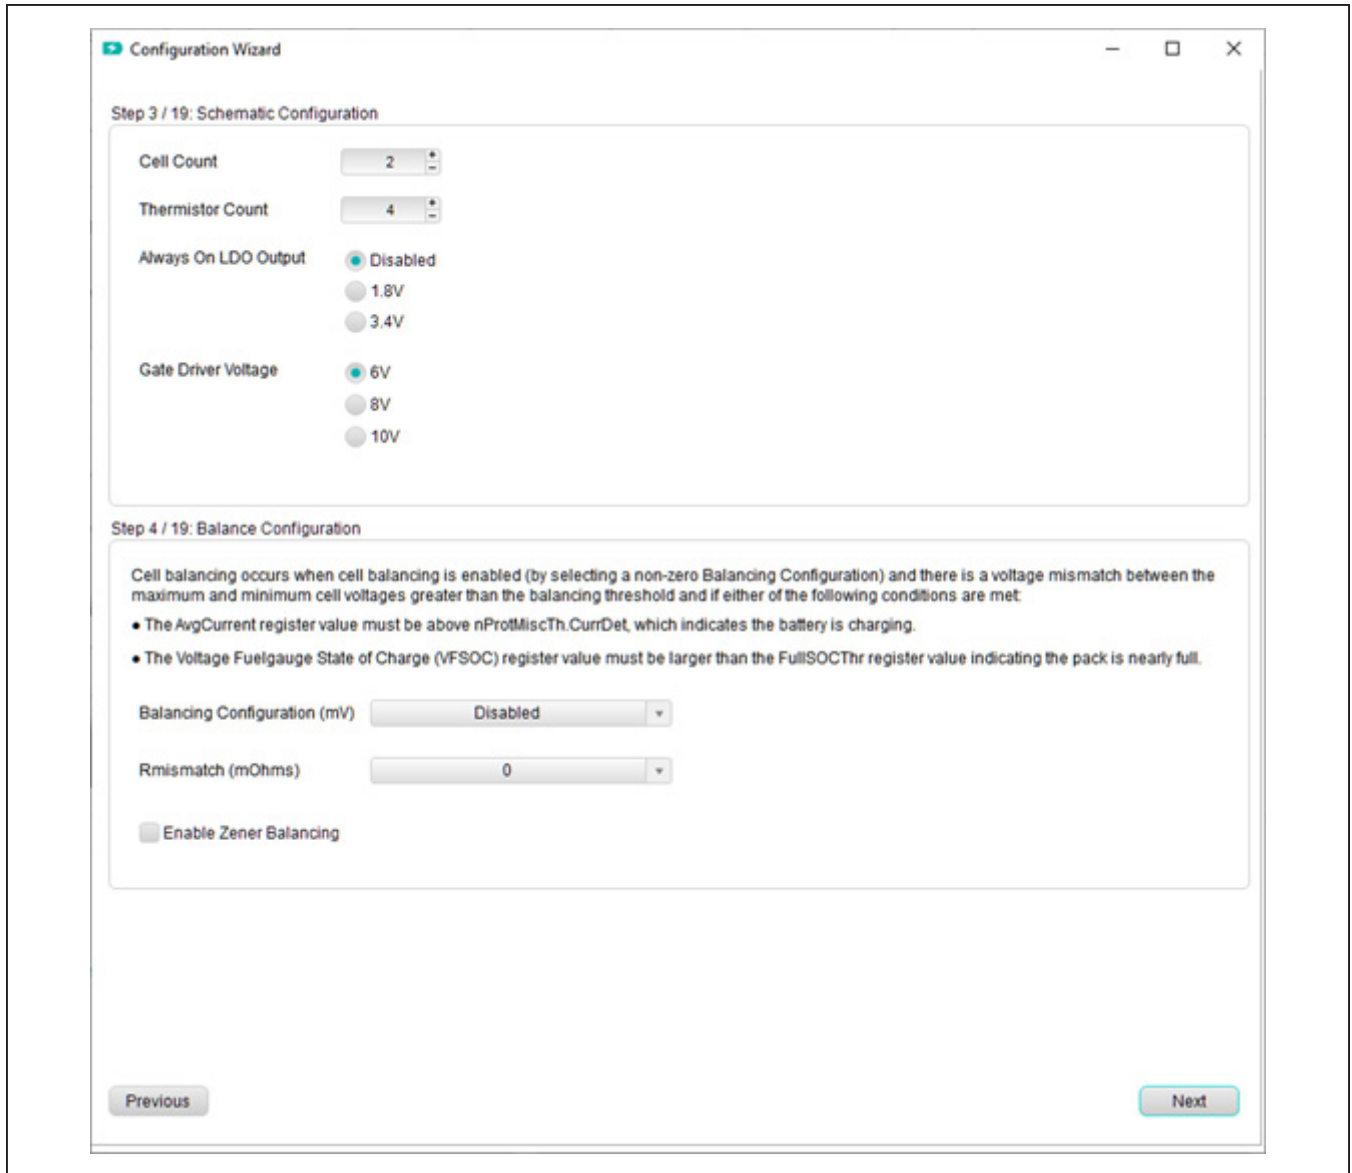 Configuration Wizard
Step 3 / 19: Schematic Configuration
Cell Count 2
Thermistor Count 4
Always On LDO Output Disabled
1.8V
3.4V
Gate Driver Voltage 6V
8V
10V
Step 4 / 19: Balance Configuration
Cell balancing occurs when cell balancing is enabled (by selecting a non-zero Balancing Configuration) and there is a voltage mismatch between the
maximum and minimum cell voltages greater than the balancing threshold and if either of the following conditions are met:
• The AvgCurrent register value must be above nProtMiscTh.CurrDet, which indicates the battery is charging.
• The Voltage Fuelgauge State of Charge (VFSOC) register value must be larger than the FullSOCThr register value indicating the pack is nearly full.
Balancing Configuration (mV) Disabled
Rmismatch (mOhms) 0
Enable Zener Balancing
Previous Next